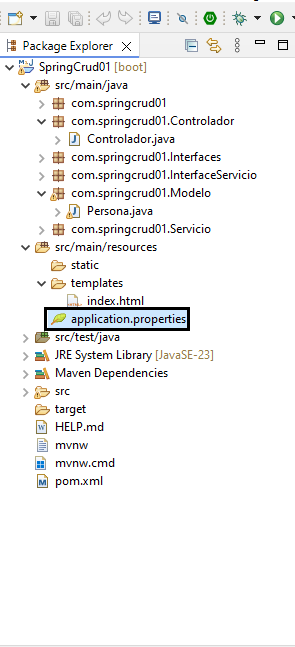 Package Explorer
SpringCrud01 [boot]
src/main/java
com.springcrud01
com.springcrud01.Controlador
Controlador.java
com.springcrud01.Interfaces
com.springcrud01.InterfaceServicio
com.springcrud01.Modelo
Persona.java
com.springcrud01.Servicio
src/main/resources
static
templates
index.html
application.properties
src/test/java
JRE System Library [JavaSE-23]
Maven Dependencies
src
target
HELP.md
mvnw
mvnw.cmd
pom.xml